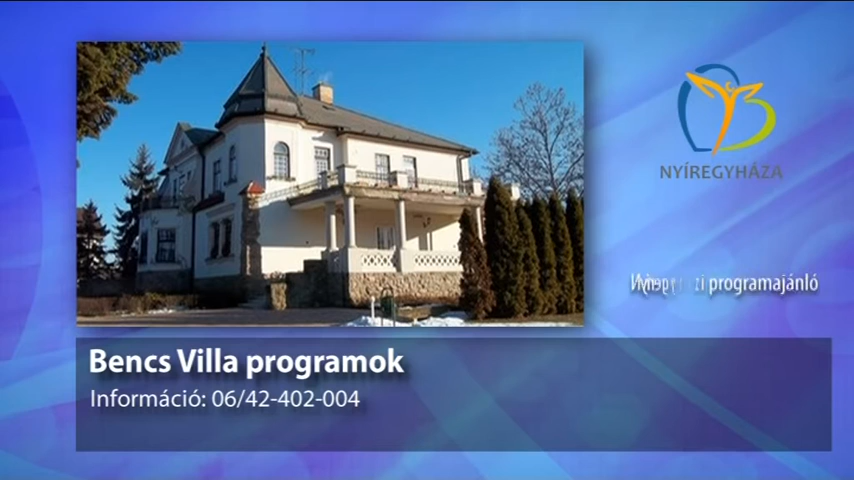 NYÍREGYHÁZA
programajánló
Bencs Villa programok
Információ: 06/42-402-004